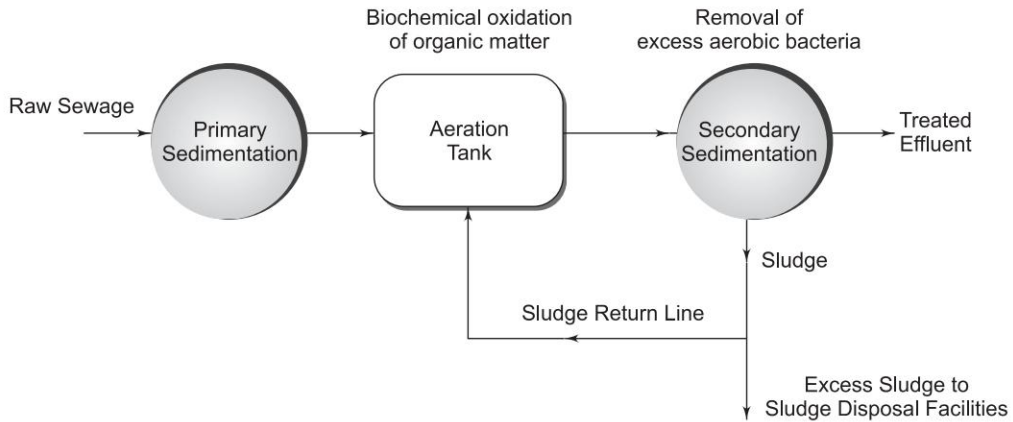 Biochemical oxidation
of organic matter
Removal of
excess aerobic bacteria
Raw Sewage
Primary
Sedimentation
Aeration
Tank
Secondary
Sedimentation
Treated
Effluent
Sludge
Sludge Return Line
Excess Sludge to
Sludge Disposal Facilities